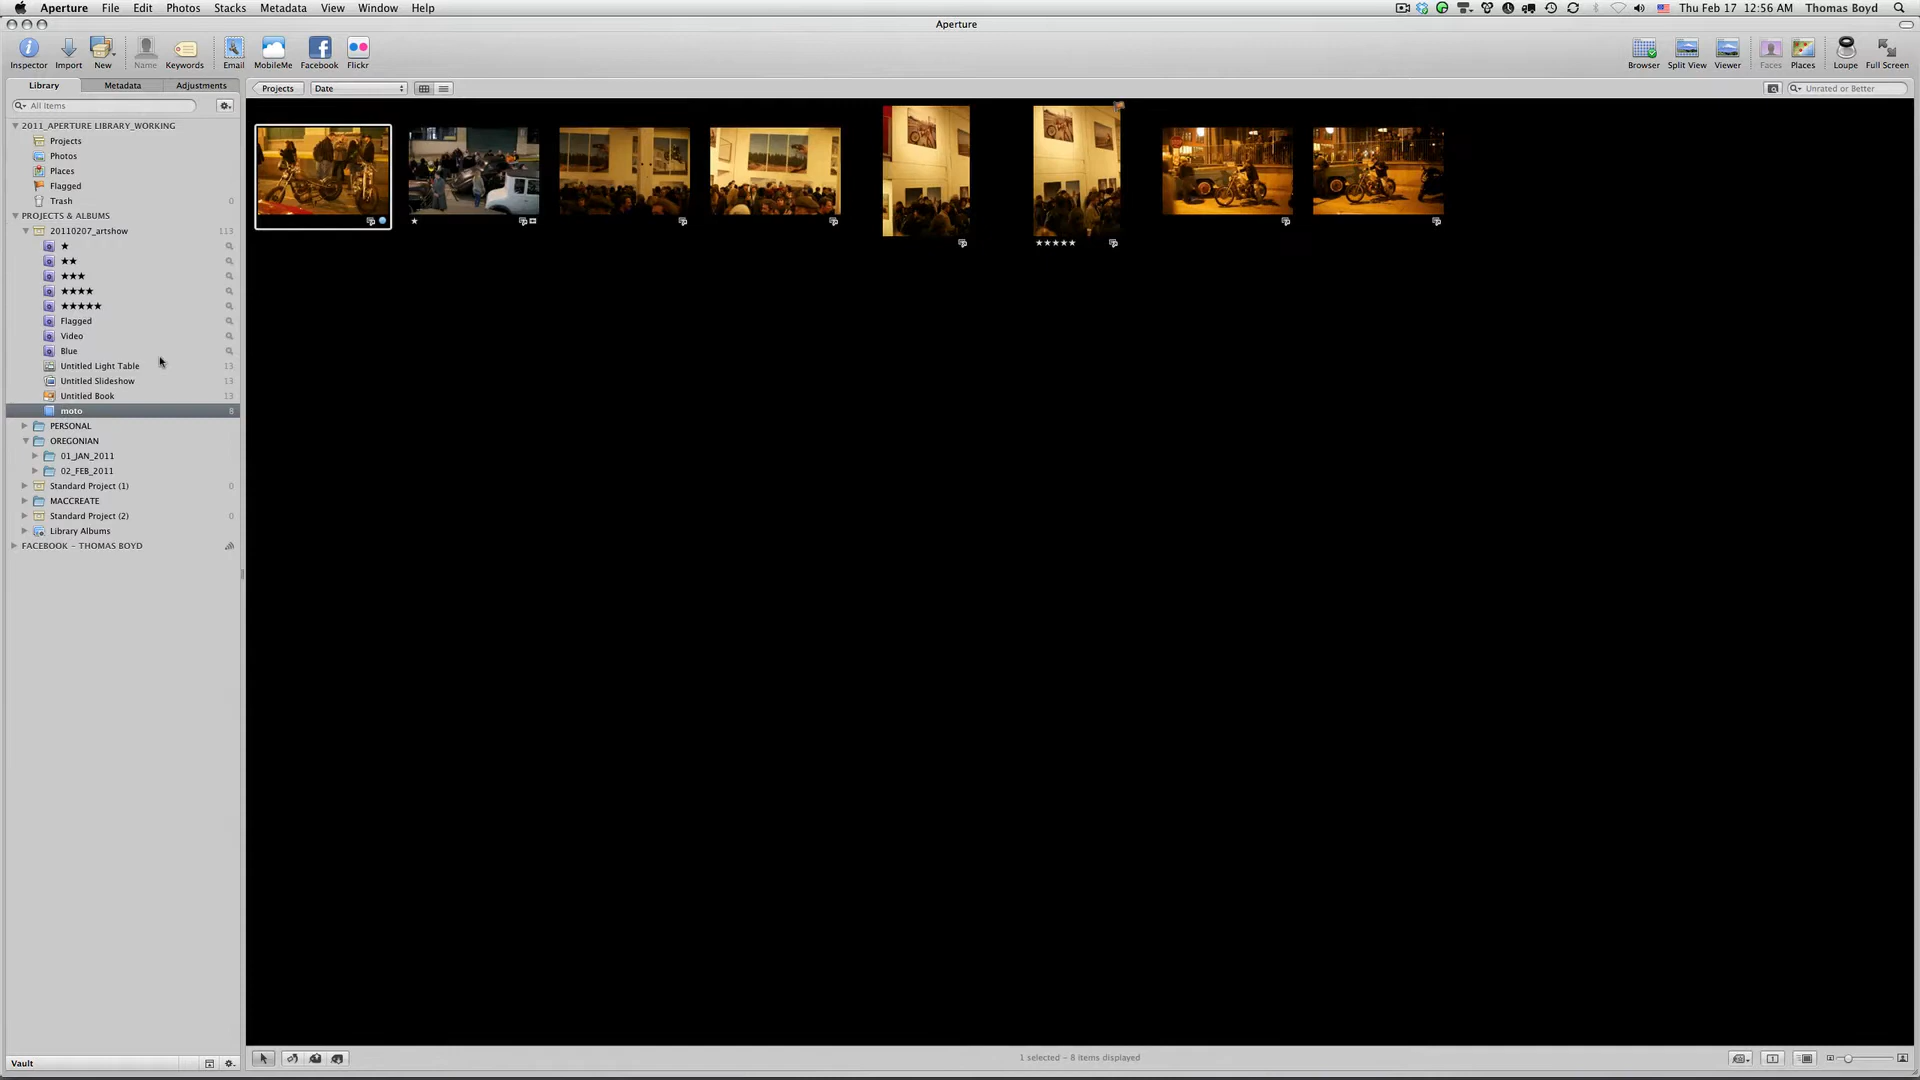 Aperture File Edit Photos Stacks Metadata View Window Help Thu Feb 17 12:56 AM Thomas Boyd
Aperture
Inspector Import New Name Keywords Email MobileMe Facebook Flickr Browser Split View Viewer Faces Places Loupe Full Screen
Library Metadata Adjustments Projects Date Unrated or Better
All Items
2011_APERTURE LIBRARY_WORKING
Projects
Photos
Places
Flagged
Trash 0
PROJECTS & ALBUMS
20110207_artshow 113
★
★★
★★★
★★★★
★★★★★
Flagged
Video
Blue
Untitled Light Table 13
Untitled Slideshow 13
Untitled Book 13
moto 8
PERSONAL
OREGONIAN
01_JAN_2011
02_FEB_2011
Standard Project (1) 0
MACCREATE
Standard Project (2) 0
Library Albums
FACEBOOK – THOMAS BOYD
Vault
1 selected – 8 items displayed